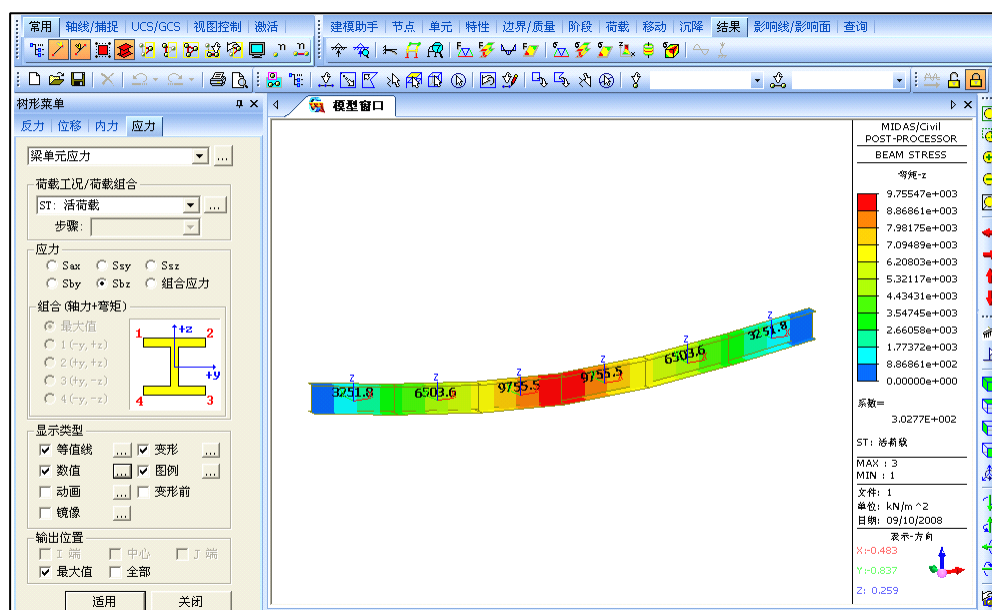 常用 轴线/捕捉 UCS/GCS 视图控制 激活 建模助手 节点 单元 特性 边界/质量 阶段 荷载 移动 沉降 结果 影响线/影响面 查询
树形菜单
模型窗口
反力 位移 内力 应力
梁单元应力
荷载工况/荷载组合
ST: 活荷载
步骤:
应力
Sax Ssy Ssz
Sby Sbz 组合应力
组合(轴力+弯矩)
最大值
1(-y,+z)
2(+y,+z)
3(+y,-z)
4(-y,-z)
1 +z 2
+y
4 3
显示类型
等值线 ... 变形 ...
数值 ... 图例 ...
动画 ... 变形前
镜像 ...
输出位置
I 端 中心 J 端
最大值 全部
适用 关闭
z z z z z z
3251.8 6503.6 9755.5 9755.5 6503.6 3251.8
MIDAS/Civil
POST-PROCESSOR
BEAM STRESS
弯矩-z
9.75547e+003
8.86861e+003
7.98175e+003
7.09489e+003
6.20803e+003
5.32117e+003
4.43431e+003
3.54745e+003
2.66058e+003
1.77372e+003
8.86861e+002
0.00000e+000
系数=
3.0277E+002
ST: 活荷载
MAX : 3
MIN : 1
文件: 1
单位: kN/m^2
日期: 09/10/2008
表示-方向
X:-0.483
Y:-0.837
Z: 0.259